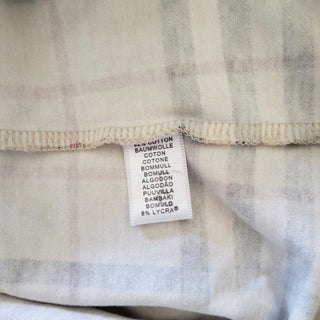 92% COTTON
BAUMWOLLE
COTON
COTONE
BOMMULL
BOMULL
ALGODON
ALGODÃO
PUUVILLA
BAMBAKI
BOMULD
8% LYCRA®